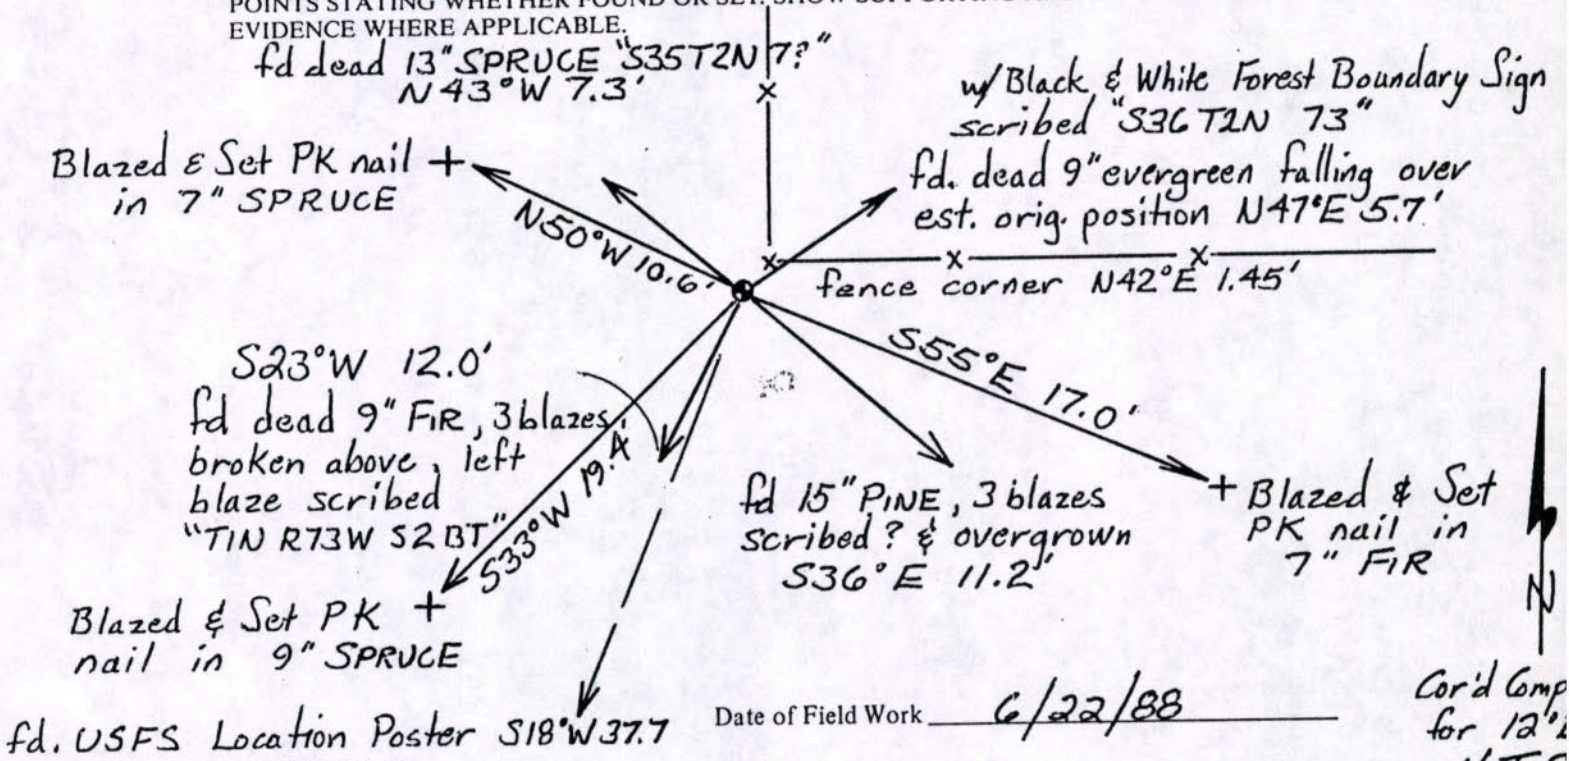 EVIDENCE WHERE APPLICABLE.
fd dead 13" SPRUCE "S35T2N 7?"
N43°W 7.3'
w/ Black & White Forest Boundary Sign
scribed "S36 T2N 73"
fd. dead 9" evergreen falling over
est. orig. position N47°E 5.7'
Blazed & Set PK nail
in 7" SPRUCE
N50°W 10.6'
fence corner N42°E 1.45'
S23°W 12.0'
fd dead 9" FIR, 3 blazes,
broken above, left
blaze scribed
"T1N R73W S2 BT"
S33°W 19.4'
S55°E 17.0'
fd 15" PINE, 3 blazes
scribed ? & overgrown
S36°E 11.2'
Blazed & Set
PK nail in
7" FIR
N
Blazed & Set PK
nail in 9" SPRUCE
fd. USFS Location Poster S18°W 37.7
Date of Field Work 6/22/88
Cor'd Comp
for 12°